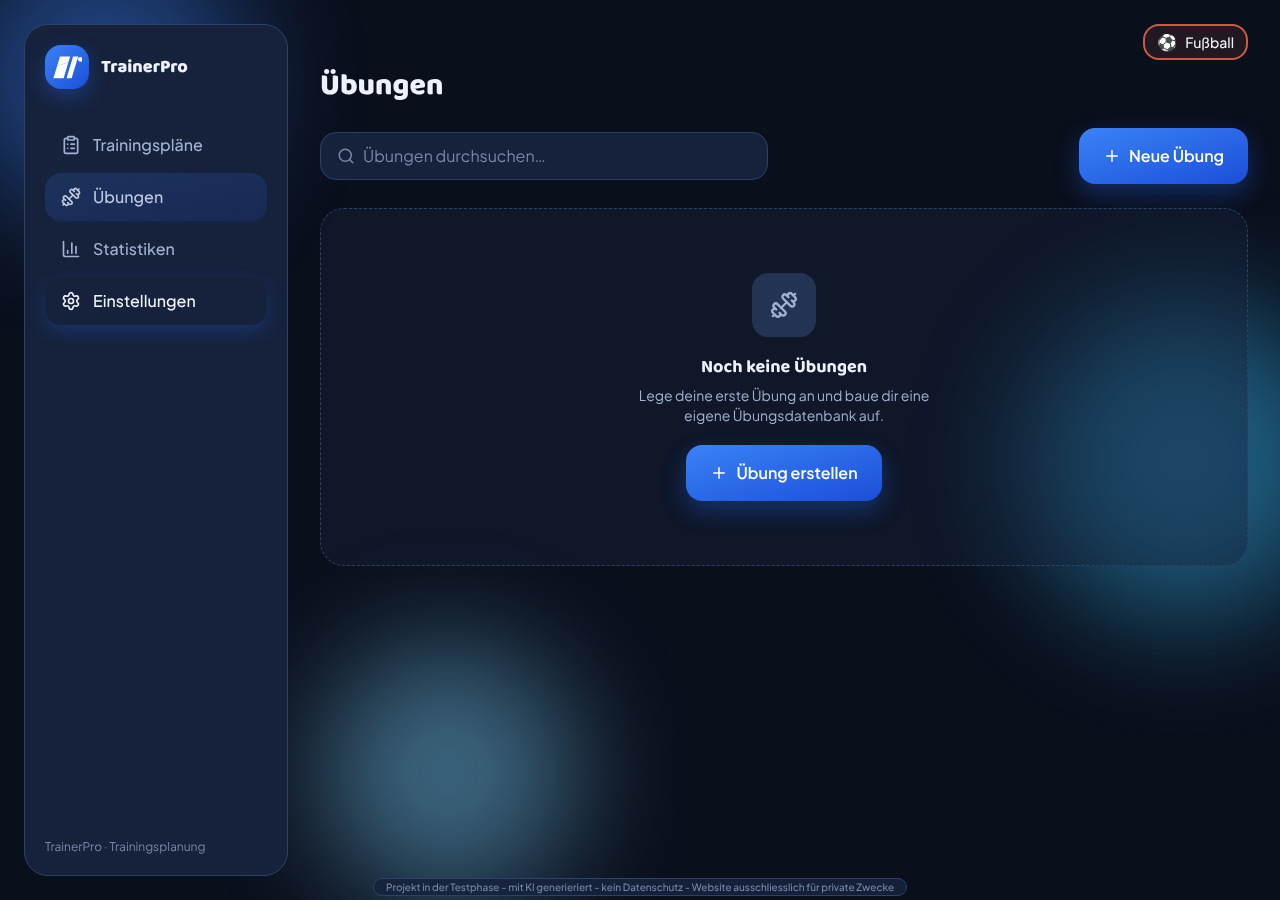 TrainerPro
Trainingspläne
Übungen
Statistiken
Einstellungen
TrainerPro · Trainingsplanung
Fußball
Übungen
Übungen durchsuchen…
Neue Übung
Noch keine Übungen
Lege deine erste Übung an und baue dir eine
eigene Übungsdatenbank auf.
Übung erstellen
Projekt in der Testphase - mit KI generieriert - kein Datenschutz - Website ausschliesslich für private Zwecke